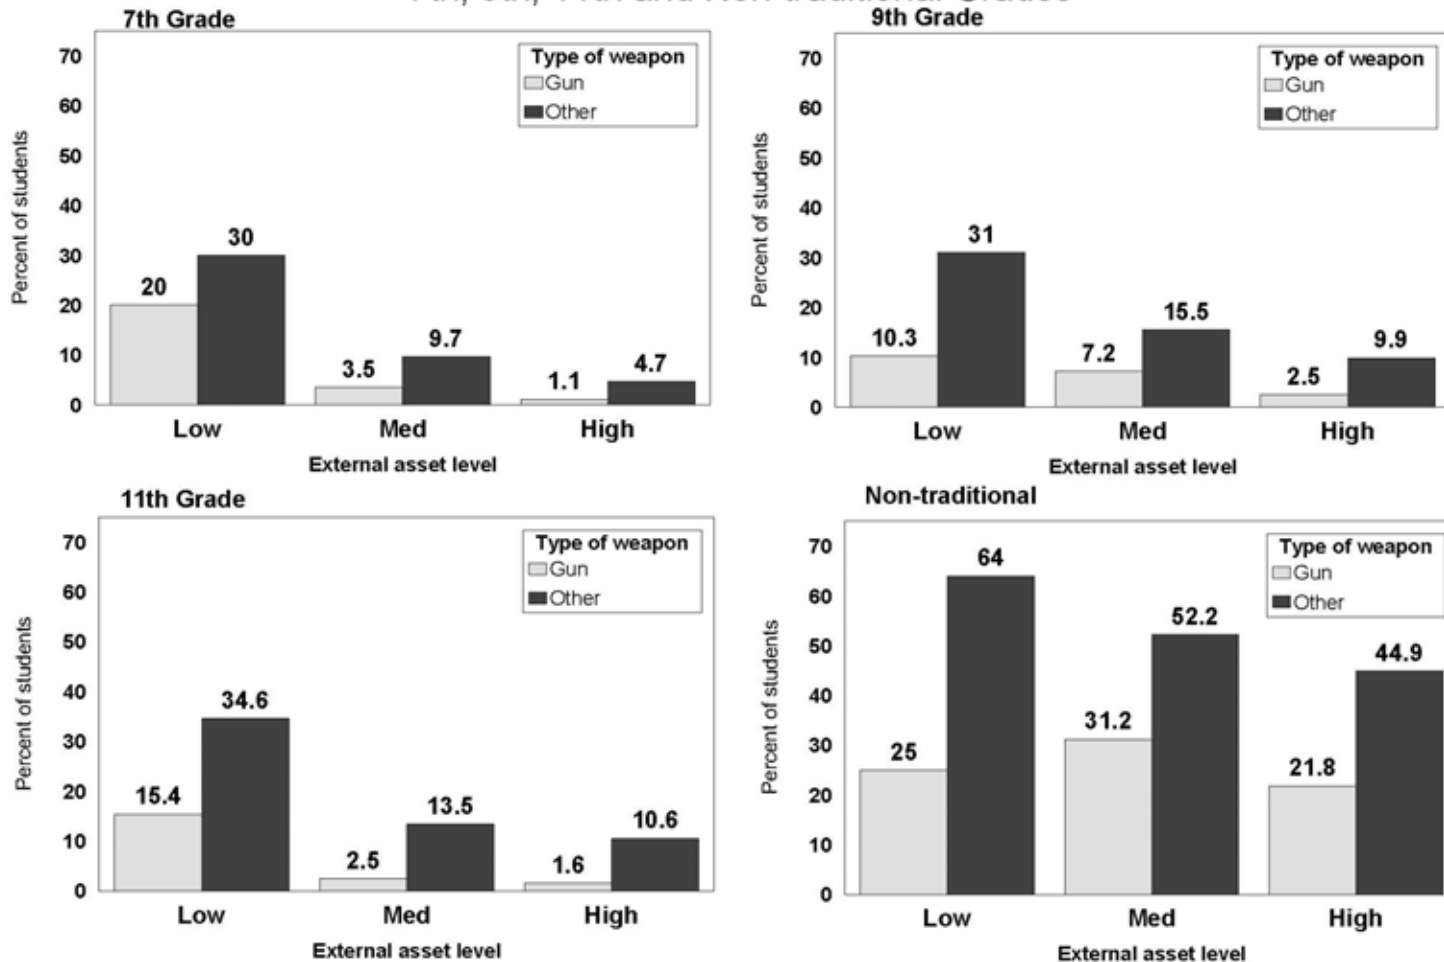 7th Grade
Type of weapon
Gun
Other
Percent of students
70
60
50
40
30
20
10
0
20
30
3.5
9.7
1.1
4.7
Low Med High
External asset level
9th Grade
Type of weapon
Gun
Other
Percent of students
70
60
50
40
30
20
10
0
10.3
31
7.2
15.5
2.5
9.9
Low Med High
External asset level
11th Grade
Type of weapon
Gun
Other
Percent of students
70
60
50
40
30
20
10
0
15.4
34.6
2.5
13.5
1.6
10.6
Low Med High
External asset level
Non-traditional
Type of weapon
Gun
Other
Percent of students
70
60
50
40
30
20
10
0
25
64
31.2
52.2
21.8
44.9
Low Med High
External asset level